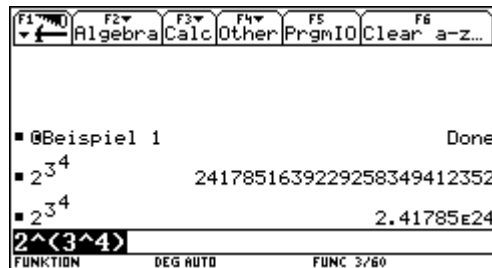 F1 F2 F3 F4 F5 F6
Algebra Calc Other PrgmIO Clear a-z…
@Beispiel 1 Done
2^3^4 2417851639229258349412352
2^3^4 2.41785ᴇ24
2^(3^4)
FUNKTION DEG AUTO FUNC 3/60